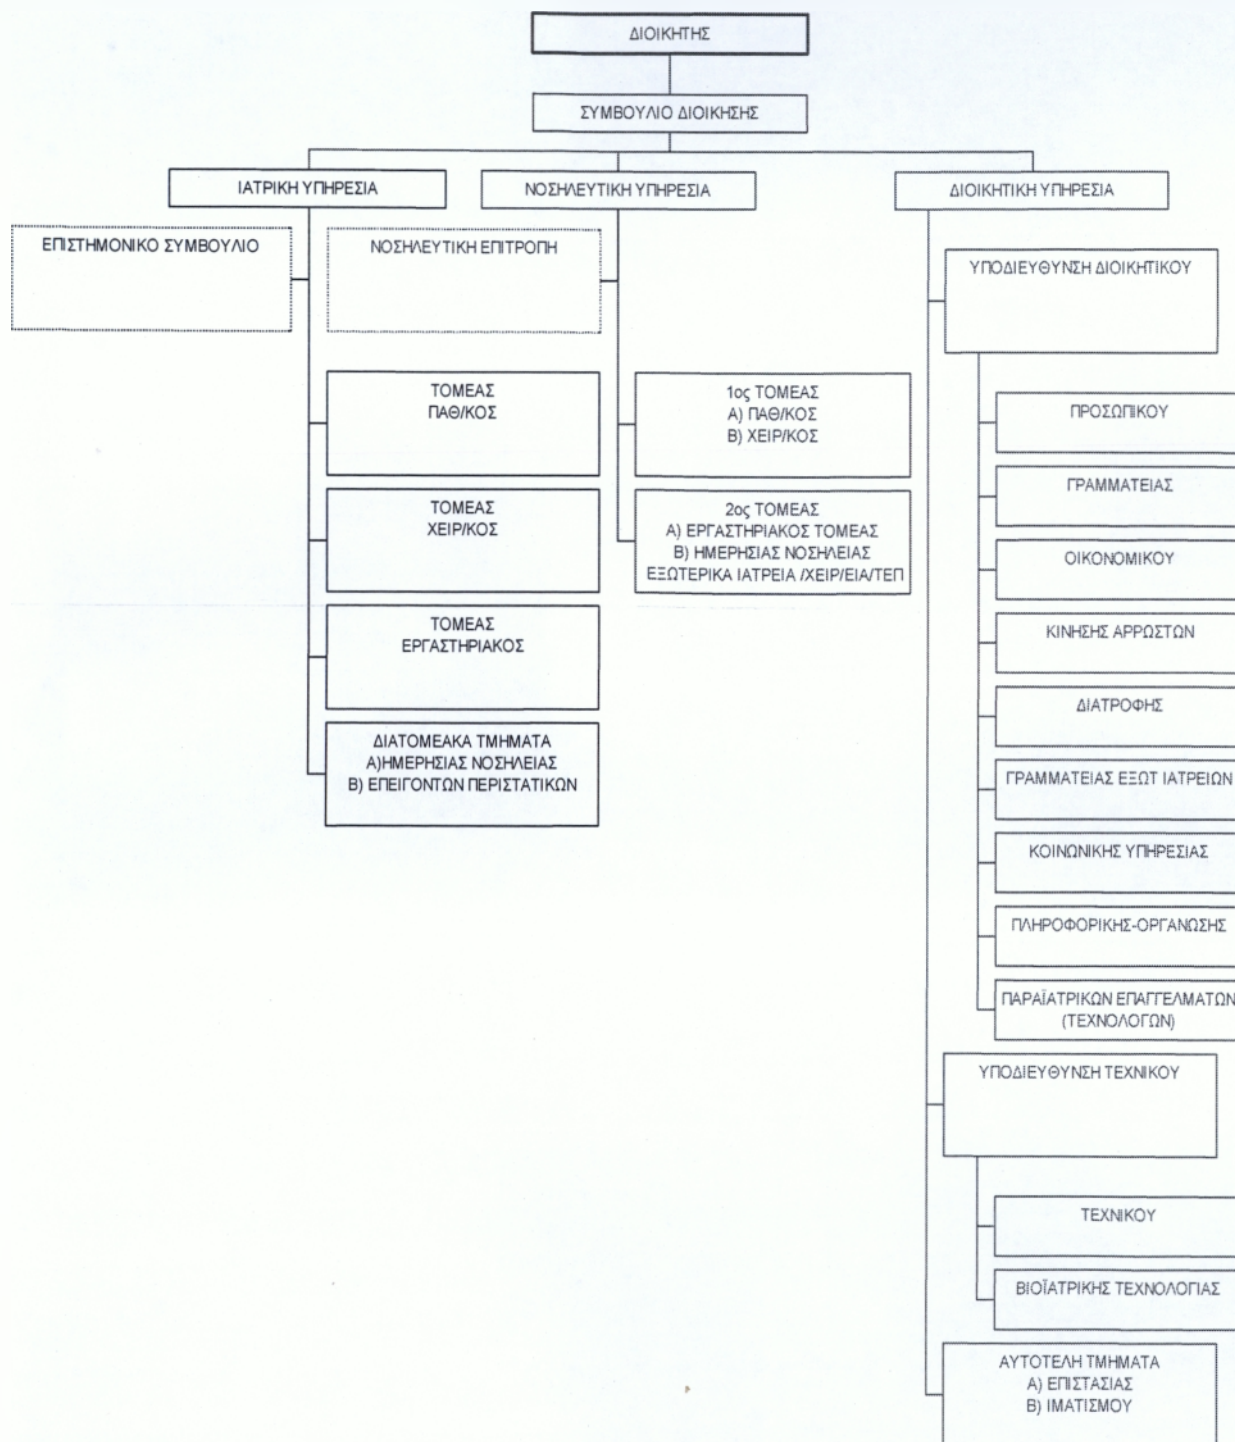 ΔΙΟΙΚΗΤΗΣ
ΣΥΜΒΟΥΛΙΟ ΔΙΟΙΚΗΣΗΣ
ΙΑΤΡΙΚΗ ΥΠΗΡΕΣΙΑ
ΝΟΣΗΛΕΥΤΙΚΗ ΥΠΗΡΕΣΙΑ
ΔΙΟΙΚΗΤΙΚΗ ΥΠΗΡΕΣΙΑ
ΕΠΙΣΤΗΜΟΝΙΚΟ ΣΥΜΒΟΥΛΙΟ
ΤΟΜΕΑΣ
ΠΑΘ/ΚΟΣ
ΤΟΜΕΑΣ
ΧΕΙΡ/ΚΟΣ
ΤΟΜΕΑΣ
ΕΡΓΑΣΤΗΡΙΑΚΟΣ
ΔΙΑΤΟΜΕΑΚΑ ΤΜΗΜΑΤΑ
Α)ΗΜΕΡΗΣΙΑΣ ΝΟΣΗΛΕΙΑΣ
Β) ΕΠΕΙΓΟΝΤΩΝ ΠΕΡΙΣΤΑΤΙΚΩΝ
ΝΟΣΗΛΕΥΤΙΚΗ ΕΠΙΤΡΟΠΗ
1ος ΤΟΜΕΑΣ
Α) ΠΑΘ/ΚΟΣ
Β) ΧΕΙΡ/ΚΟΣ
2ος ΤΟΜΕΑΣ
Α) ΕΡΓΑΣΤΗΡΙΑΚΟΣ ΤΟΜΕΑΣ
Β) ΗΜΕΡΗΣΙΑΣ ΝΟΣΗΛΕΙΑΣ
ΕΞΩΤΕΡΙΚΑ ΙΑΤΡΕΙΑ /ΧΕΙΡ/ΕΙΑ/ΤΕΠ
ΥΠΟΔΙΕΥΘΥΝΣΗ ΔΙΟΙΚΗΤΙΚΟΥ
ΠΡΟΣΩΠΙΚΟΥ
ΓΡΑΜΜΑΤΕΙΑΣ
ΟΙΚΟΝΟΜΙΚΟΥ
ΚΙΝΗΣΗΣ ΑΡΡΩΣΤΩΝ
ΔΙΑΤΡΟΦΗΣ
ΓΡΑΜΜΑΤΕΙΑΣ ΕΞΩΤ ΙΑΤΡΕΙΩΝ
ΚΟΙΝΩΝΙΚΗΣ ΥΠΗΡΕΣΙΑΣ
ΠΛΗΡΟΦΟΡΙΚΗΣ-ΟΡΓΑΝΩΣΗΣ
ΠΑΡΑΪΑΤΡΙΚΩΝ ΕΠΑΓΓΕΛΜΑΤΩΝ
(ΤΕΧΝΟΛΟΓΩΝ)
ΥΠΟΔΙΕΥΘΥΝΣΗ ΤΕΧΝΙΚΟΥ
ΤΕΧΝΙΚΟΥ
ΒΙΟΪΑΤΡΙΚΗΣ ΤΕΧΝΟΛΟΓΙΑΣ
ΑΥΤΟΤΕΛΗ ΤΜΗΜΑΤΑ
Α) ΕΠΙΣΤΑΣΙΑΣ
Β) ΙΜΑΤΙΣΜΟΥ